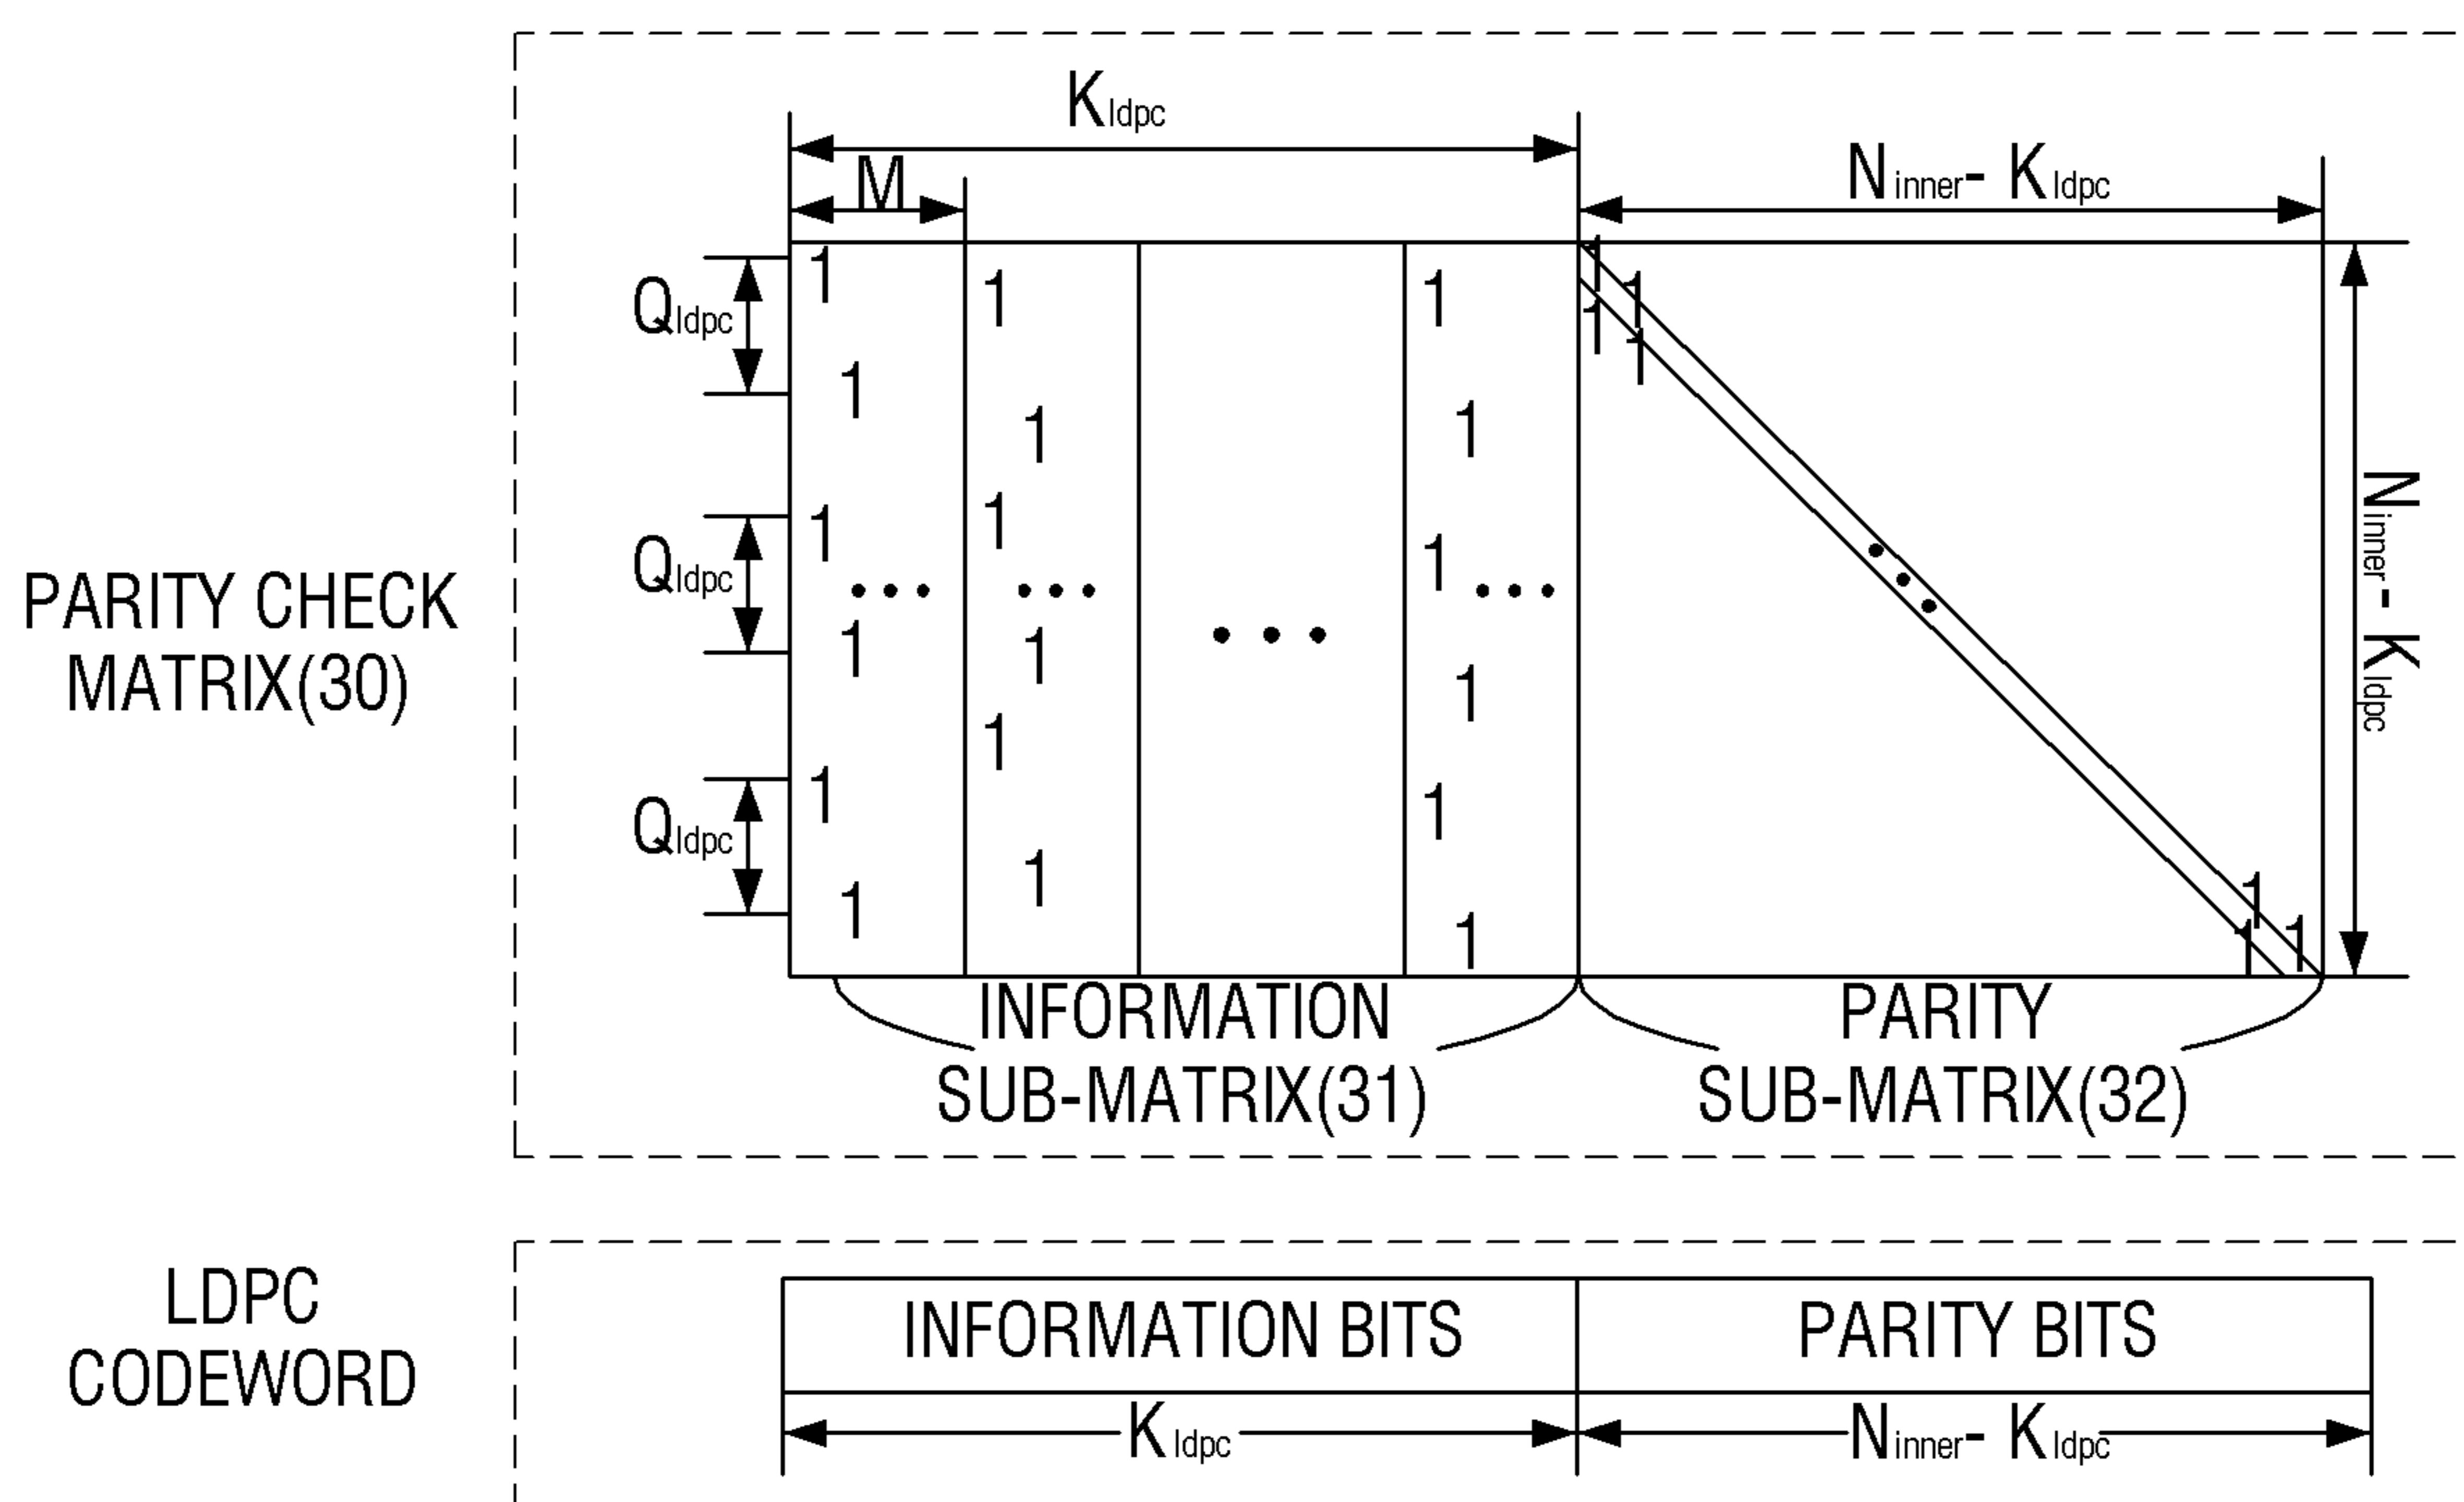 Kldpc
M
Ninner- Kldpc
Qldpc
1
1
1
1
1
1
1
1
1
1
Qldpc
1
1
1
1
1
1
1
Ninner- Kldpc
PARITY CHECK
MATRIX(30)
Qldpc
1
1
1
1
1
1
1
1
1
INFORMATION
SUB-MATRIX(31)
PARITY
SUB-MATRIX(32)
LDPC
CODEWORD
INFORMATION BITS
PARITY BITS
Kldpc
Ninner- Kldpc